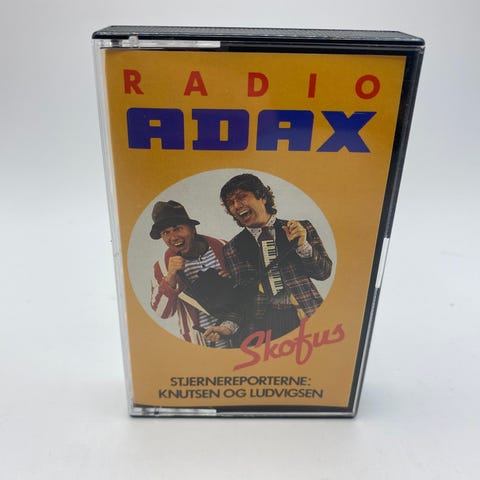 RADIO
ADAX
Skofus
STJERNEREPORTERNE:
KNUTSEN OG LUDVIGSEN